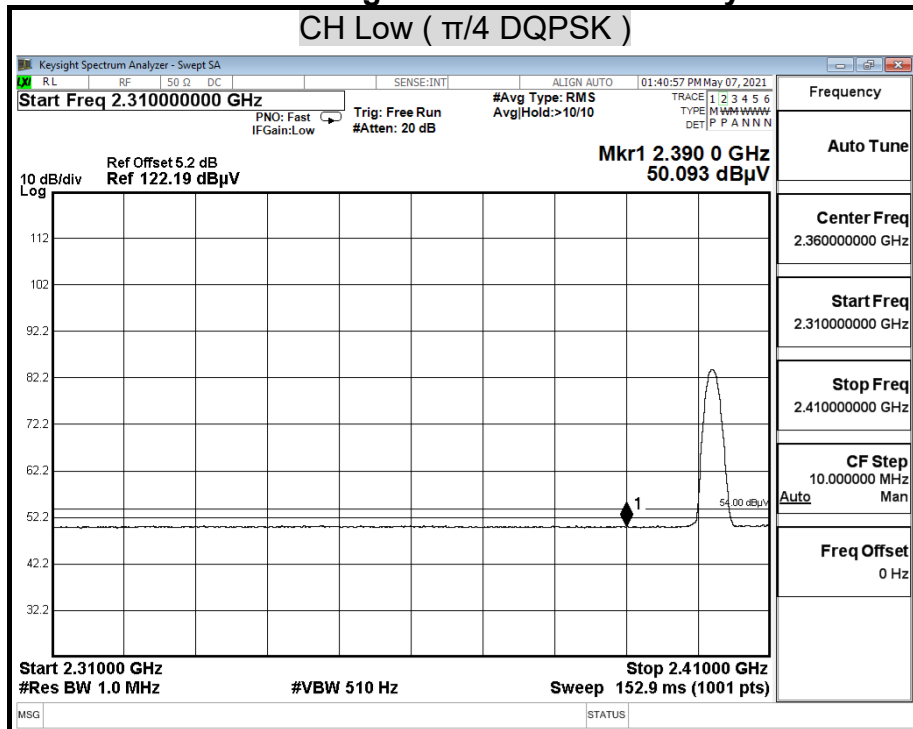 CH Low ( π/4 DQPSK )
Keysight Spectrum Analyzer - Swept SA
RL RF 50 Ω DC SENSE:INT ALIGN AUTO 01:40:57 PM May 07, 2021
Start Freq 2.310000000 GHz
PNO: Fast
IFGain:Low
Trig: Free Run
#Atten: 20 dB
#Avg Type: RMS
Avg|Hold:>10/10
TRACE 1 2 3 4 5 6
TYPE M WM WWWW
DET P P A N N N
Ref Offset 5.2 dB
10 dB/div Ref 122.19 dBµV
Log
Mkr1 2.390 0 GHz
50.093 dBµV
112
102
92.2
82.2
72.2
62.2
52.2
42.2
32.2
1
54.00 dBµV
Start 2.31000 GHz Stop 2.41000 GHz
#Res BW 1.0 MHz #VBW 510 Hz Sweep 152.9 ms (1001 pts)
MSG STATUS
Frequency
Auto Tune
Center Freq
2.360000000 GHz
Start Freq
2.310000000 GHz
Stop Freq
2.410000000 GHz
CF Step
10.000000 MHz
Auto Man
Freq Offset
0 Hz